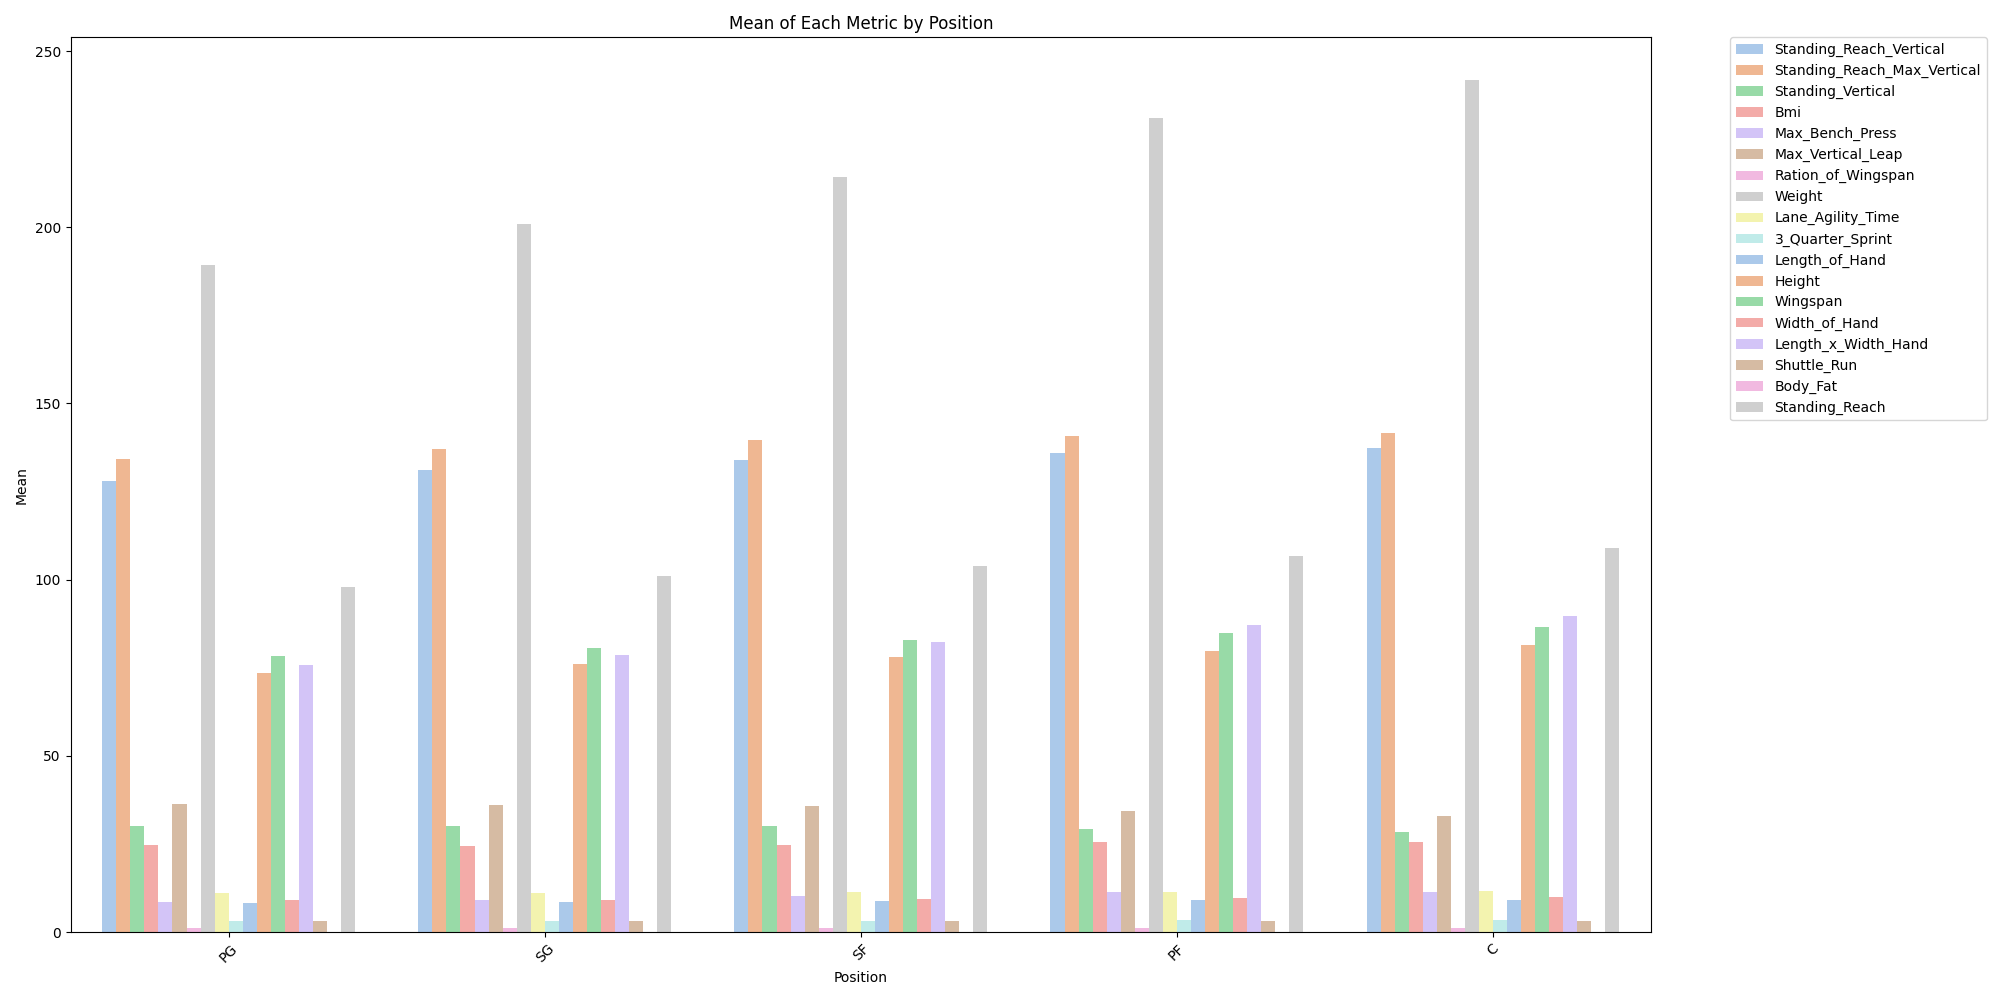 Mean of Each Metric by Position
Mean
250
200
150
100
50
0
PG
SG
SF
PF
C
Position
Standing_Reach_Vertical
Standing_Reach_Max_Vertical
Standing_Vertical
Bmi
Max_Bench_Press
Max_Vertical_Leap
Ration_of_Wingspan
Weight
Lane_Agility_Time
3_Quarter_Sprint
Length_of_Hand
Height
Wingspan
Width_of_Hand
Length_x_Width_Hand
Shuttle_Run
Body_Fat
Standing_Reach